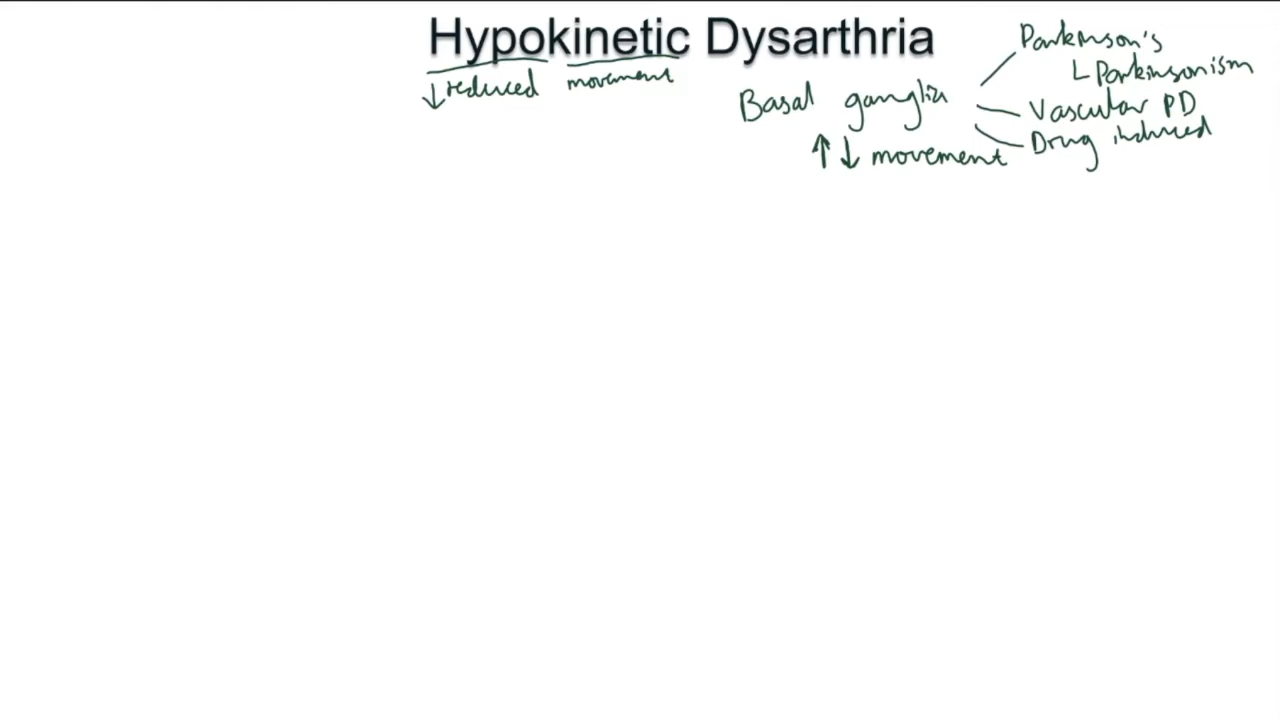 Hypokinetic Dysarthria
↓ reduced movement
Basal ganglia
↑↓ movement
Parkinson's
Parkinsonism
Vascular PD
Drug induced